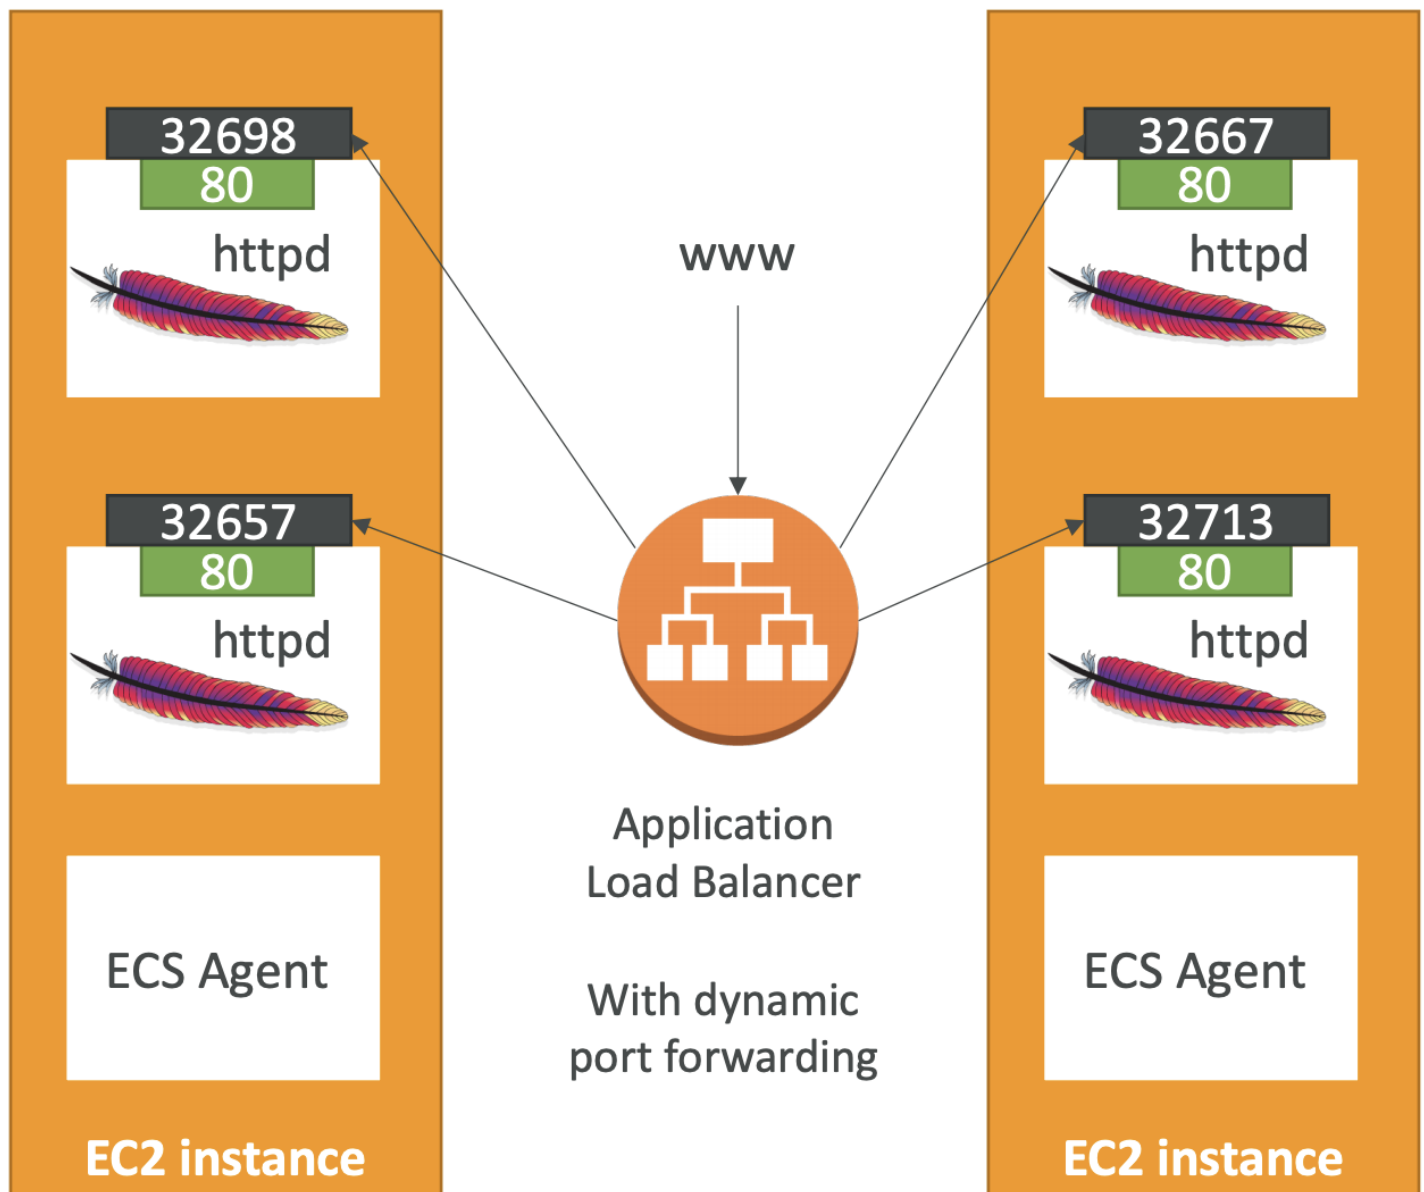 32698
80
httpd
32657
80
httpd
ECS Agent
EC2 instance
www
Application
Load Balancer
With dynamic
port forwarding
32667
80
httpd
32713
80
httpd
ECS Agent
EC2 instance